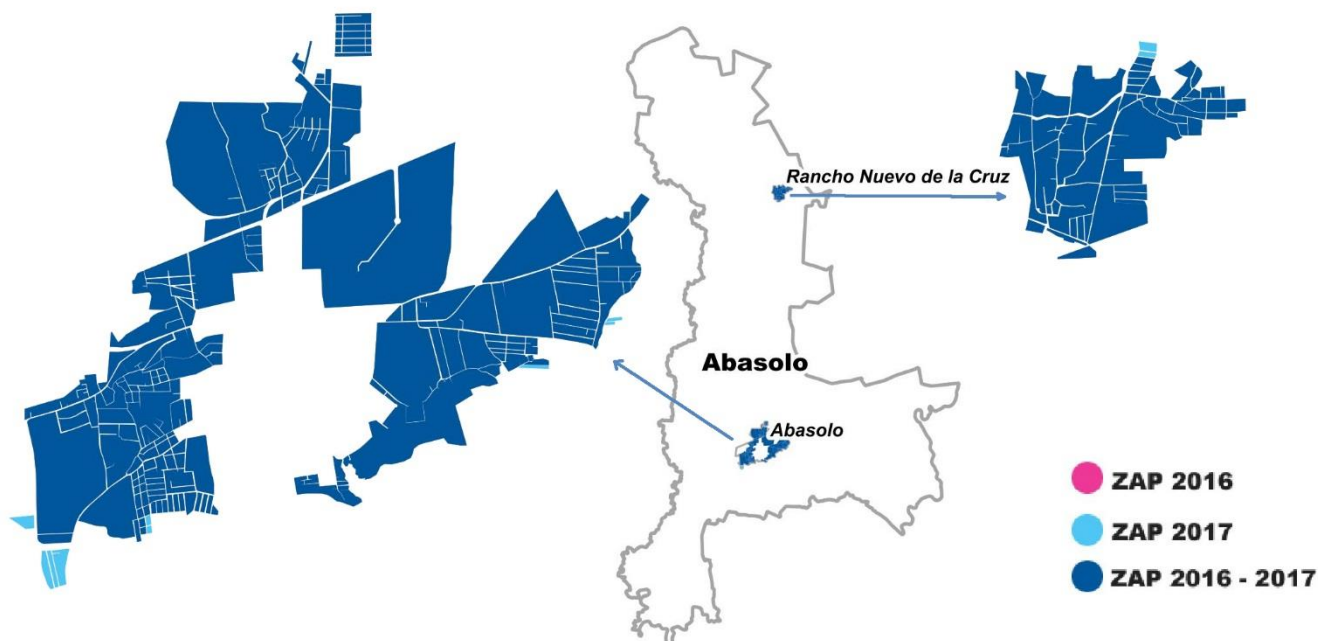 Rancho Nuevo de la Cruz
Abasolo
Abasolo
ZAP 2016
ZAP 2017
ZAP 2016 - 2017